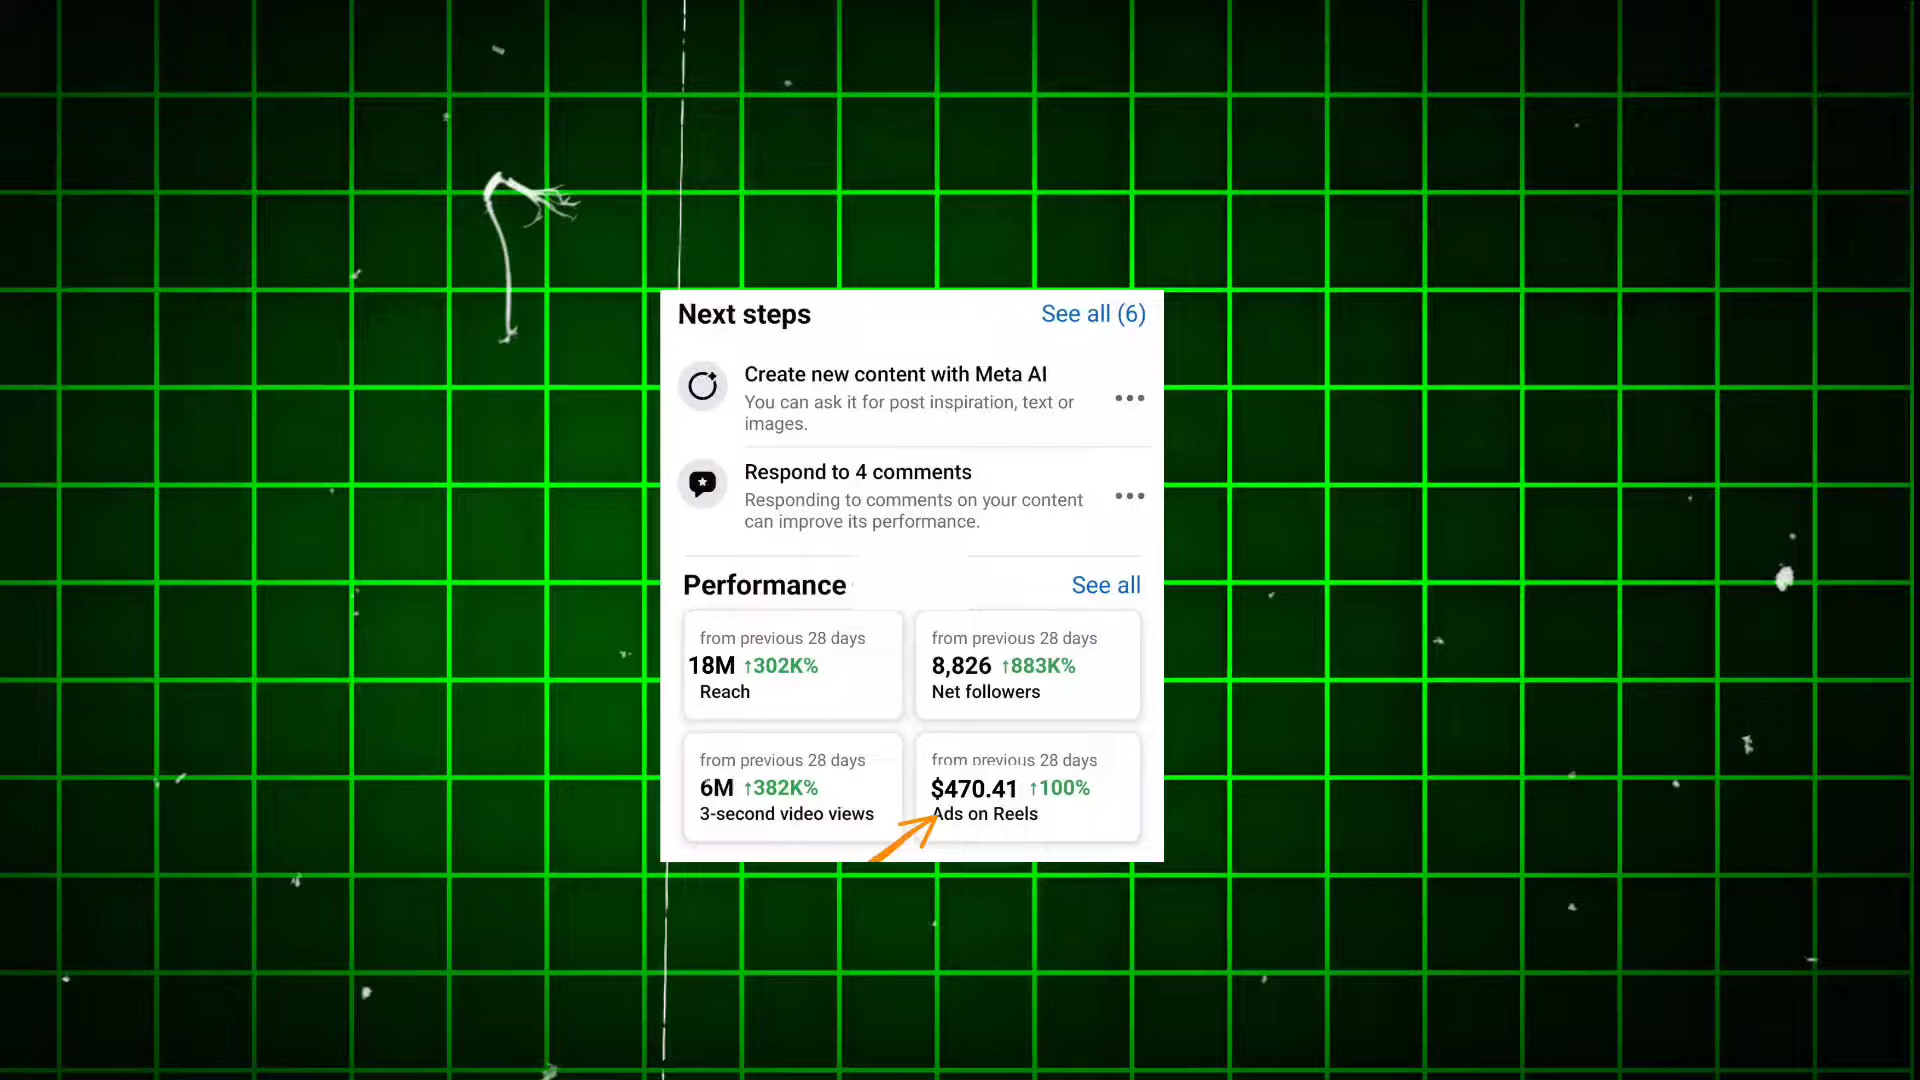 Next steps See all (6)
Create new content with Meta AI
You can ask it for post inspiration, text or
images.
Respond to 4 comments
Responding to comments on your content
can improve its performance.
Performance See all
from previous 28 days
18M ↑302K%
Reach
from previous 28 days
8,826 ↑883K%
Net followers
from previous 28 days
6M ↑382K%
3-second video views
from previous 28 days
$470.41 ↑100%
Ads on Reels